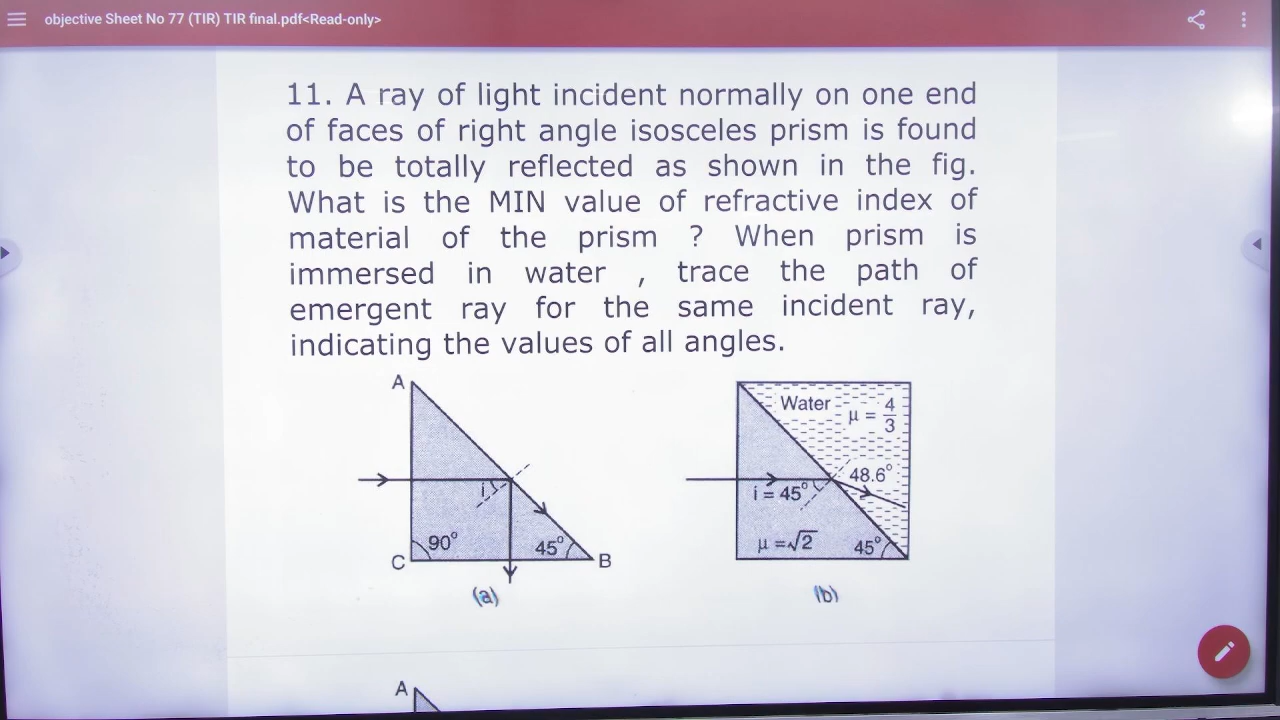 objective Sheet No 77 (TIR) TIR final.pdf<Read-only>
11. A ray of light incident normally on one end
of faces of right angle isosceles prism is found
to be totally reflected as shown in the fig.
What is the MIN value of refractive index of
material of the prism ? When prism is
immersed in water , trace the path of
emergent ray for the same incident ray,
indicating the values of all angles.
A
i
90°
45°
C
B
(a)
Water
μ = 4/3
48.6°
i = 45°
μ =√2
45°
(b)
A